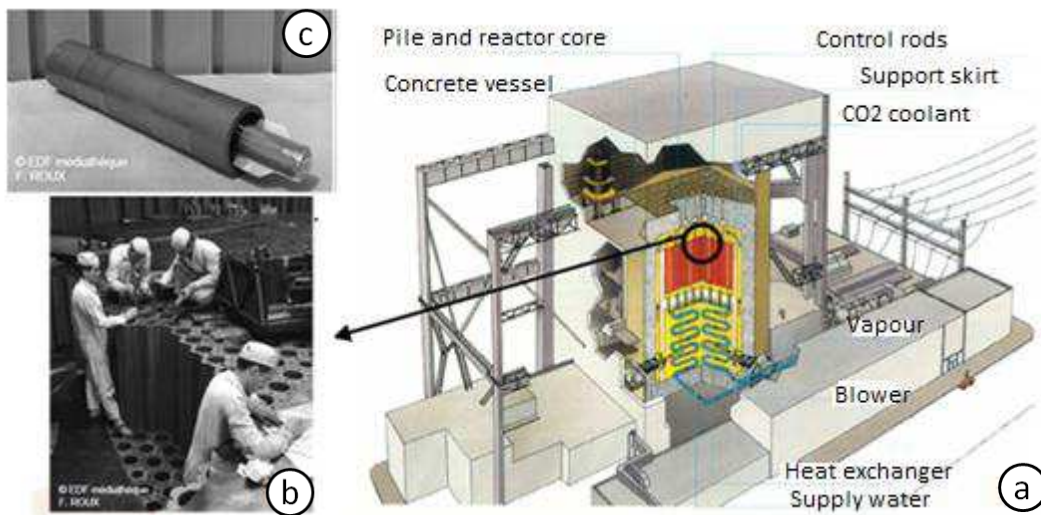 c
© EDF médiathèque
F. ROUX
b
© EDF médiathèque
F. ROUX
Pile and reactor core
Concrete vessel
Control rods
Support skirt
CO2 coolant
Vapour
Blower
Heat exchanger
Supply water
a